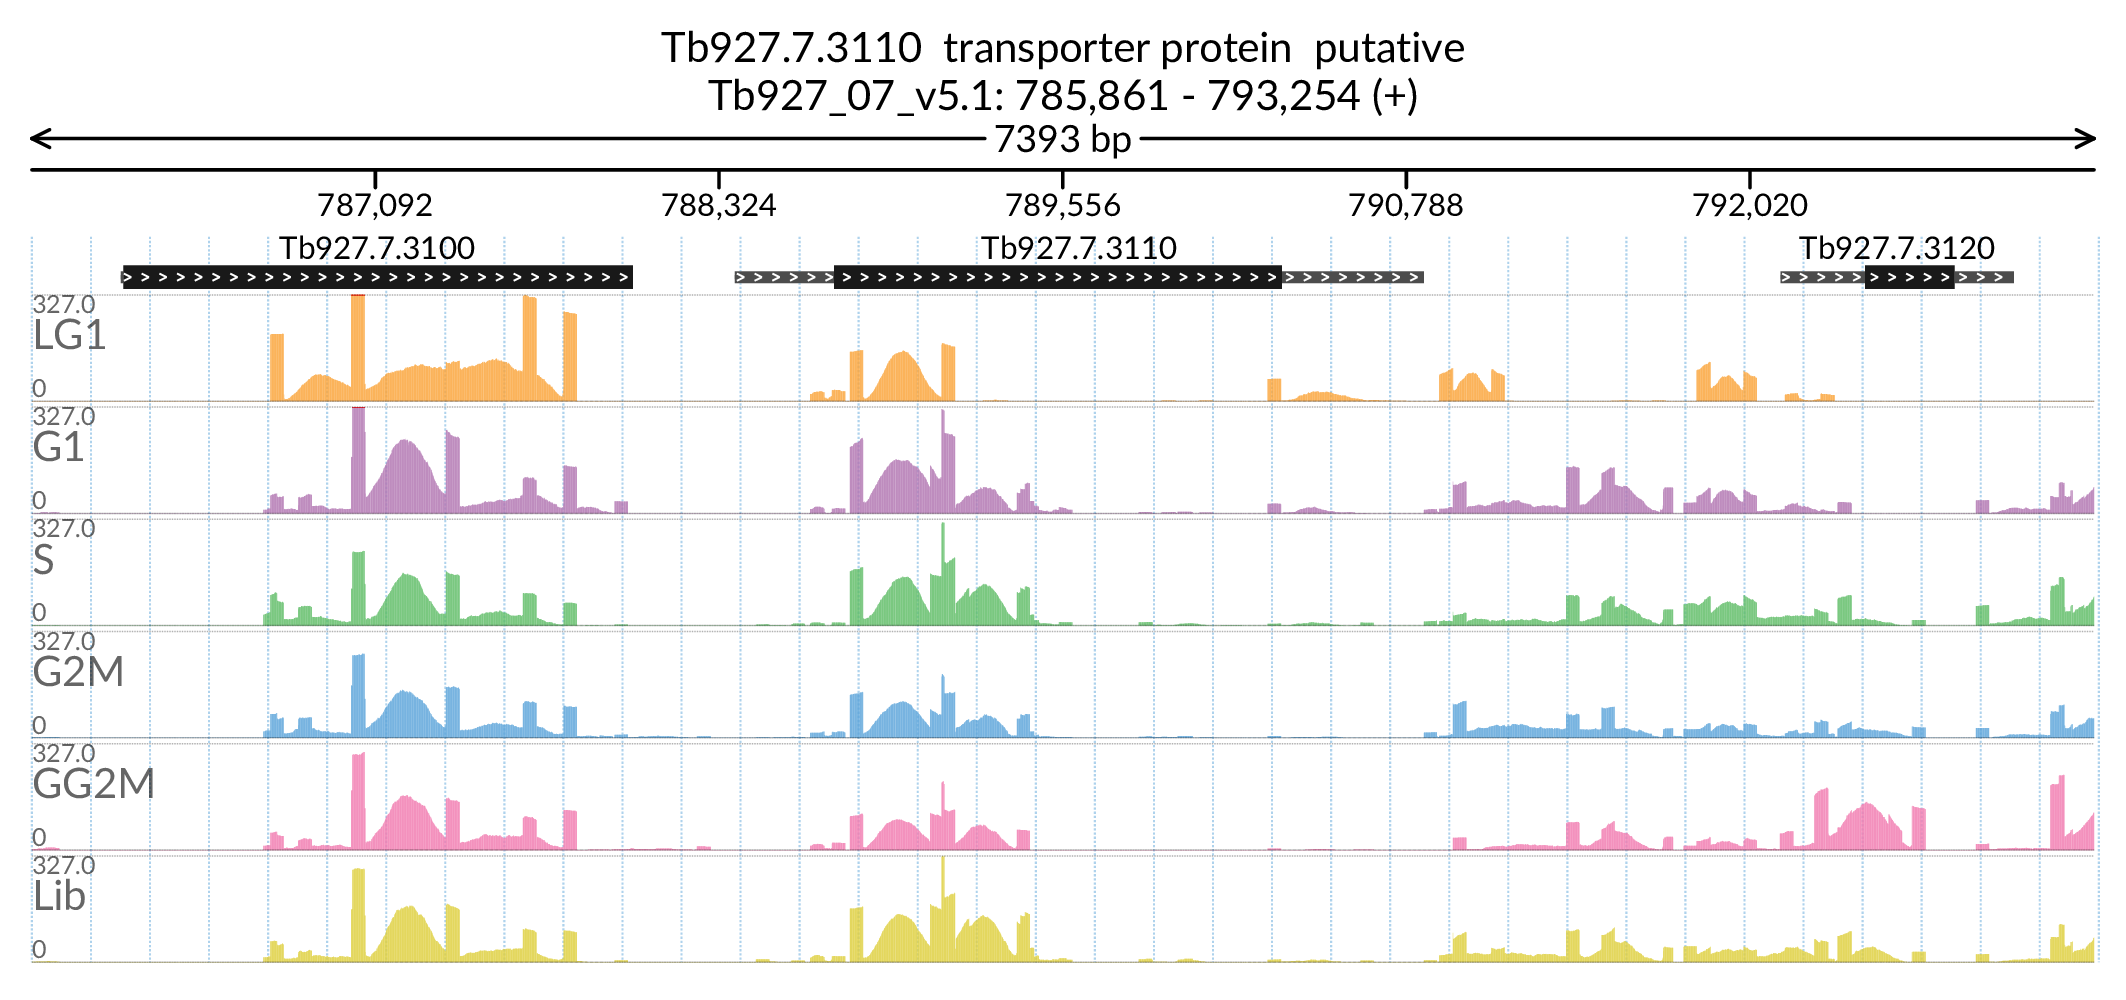 Tb927.7.3110 transporter protein putative
Tb927_07_v5.1: 785,861 - 793,254 (+)
7393 bp
787,092 788,324 789,556 790,788 792,020
Tb927.7.3100 Tb927.7.3110 Tb927.7.3120
327.0
LG1
0
327.0
G1
0
327.0
S
0
327.0
G2M
0
327.0
GG2M
0
327.0
Lib
0